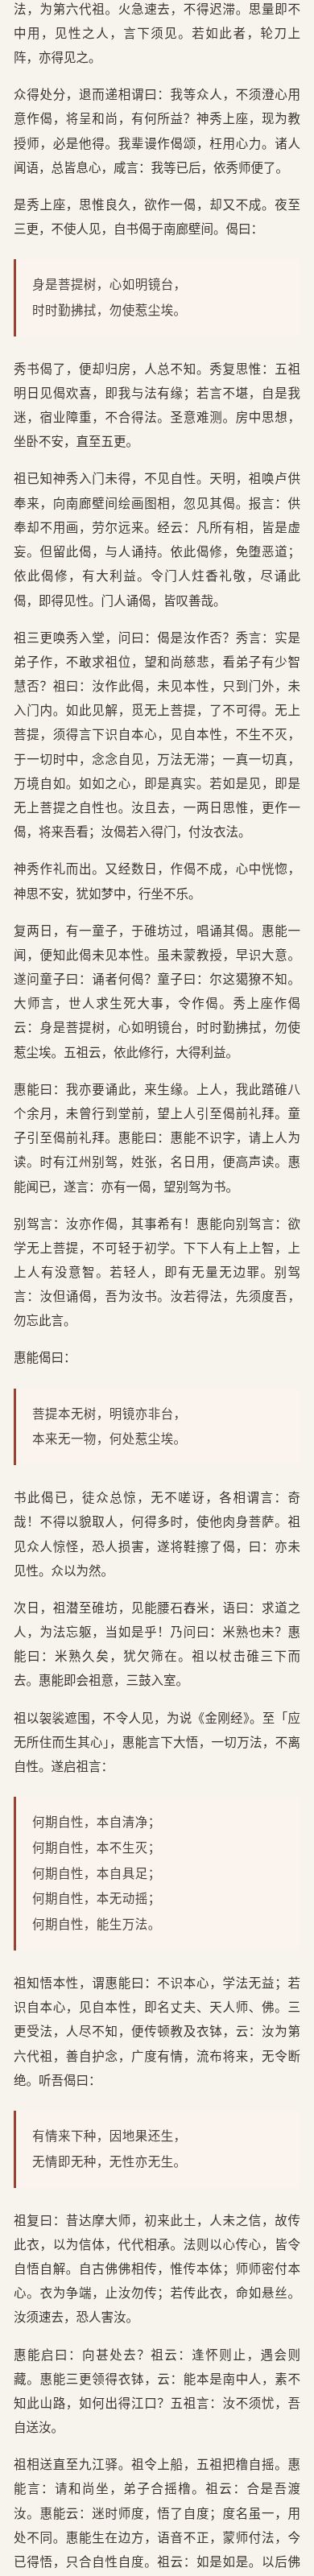 法，为第六代祖。火急速去，不得迟滞。思量即不
中用，见性之人，言下须见。若如此者，轮刀上
阵，亦得见之。
众得处分，退而递相谓曰：我等众人，不须澄心用
意作偈，将呈和尚，有何所益？神秀上座，现为教
授师，必是他得。我辈谩作偈颂，枉用心力。诸人
闻语，总皆息心，咸言：我等已后，依秀师便了。
是秀上座，思惟良久，欲作一偈，却又不成。夜至
三更，不使人见，自书偈于南廊壁间。偈曰：
身是菩提树，心如明镜台，
时时勤拂拭，勿使惹尘埃。
秀书偈了，便却归房，人总不知。秀复思惟：五祖
明日见偈欢喜，即我与法有缘；若言不堪，自是我
迷，宿业障重，不合得法。圣意难测。房中思想，
坐卧不安，直至五更。
祖已知神秀入门未得，不见自性。天明，祖唤卢供
奉来，向南廊壁间绘画图相，忽见其偈。报言：供
奉却不用画，劳尔远来。经云：凡所有相，皆是虚
妄。但留此偈，与人诵持。依此偈修，免堕恶道；
依此偈修，有大利益。令门人炷香礼敬，尽诵此
偈，即得见性。门人诵偈，皆叹善哉。
祖三更唤秀入堂，问曰：偈是汝作否？秀言：实是
弟子作，不敢求祖位，望和尚慈悲，看弟子有少智
慧否？祖曰：汝作此偈，未见本性，只到门外，未
入门内。如此见解，觅无上菩提，了不可得。无上
菩提，须得言下识自本心，见自本性，不生不灭，
于一切时中，念念自见，万法无滞；一真一切真，
万境自如。如如之心，即是真实。若如是见，即是
无上菩提之自性也。汝且去，一两日思惟，更作一
偈，将来吾看；汝偈若入得门，付汝衣法。
神秀作礼而出。又经数日，作偈不成，心中恍惚，
神思不安，犹如梦中，行坐不乐。
复两日，有一童子，于碓坊过，唱诵其偈。惠能一
闻，便知此偈未见本性。虽未蒙教授，早识大意。
遂问童子曰：诵者何偈？童子曰：尔这獦獠不知。
大师言，世人求生死大事，令作偈。秀上座作偈
云：身是菩提树，心如明镜台，时时勤拂拭，勿使
惹尘埃。五祖云，依此修行，大得利益。
惠能曰：我亦要诵此，来生缘。上人，我此踏碓八
个余月，未曾行到堂前，望上人引至偈前礼拜。童
子引至偈前礼拜。惠能曰：惠能不识字，请上人为
读。时有江州别驾，姓张，名日用，便高声读。惠
能闻已，遂言：亦有一偈，望别驾为书。
别驾言：汝亦作偈，其事希有！惠能向别驾言：欲
学无上菩提，不可轻于初学。下下人有上上智，上
上人有没意智。若轻人，即有无量无边罪。别驾
言：汝但诵偈，吾为汝书。汝若得法，先须度吾，
勿忘此言。
惠能偈曰：
菩提本无树，明镜亦非台，
本来无一物，何处惹尘埃。
书此偈已，徒众总惊，无不嗟讶，各相谓言：奇
哉！不得以貌取人，何得多时，使他肉身菩萨。祖
见众人惊怪，恐人损害，遂将鞋擦了偈，曰：亦未
见性。众以为然。
次日，祖潜至碓坊，见能腰石舂米，语曰：求道之
人，为法忘躯，当如是乎！乃问曰：米熟也未？惠
能曰：米熟久矣，犹欠筛在。祖以杖击碓三下而
去。惠能即会祖意，三鼓入室。
祖以袈裟遮围，不令人见，为说《金刚经》。至「应
无所住而生其心」，惠能言下大悟，一切万法，不离
自性。遂启祖言：
何期自性，本自清净；
何期自性，本不生灭；
何期自性，本自具足；
何期自性，本无动摇；
何期自性，能生万法。
祖知悟本性，谓惠能曰：不识本心，学法无益；若
识自本心，见自本性，即名丈夫、天人师、佛。三
更受法，人尽不知，便传顿教及衣钵，云：汝为第
六代祖，善自护念，广度有情，流布将来，无令断
绝。听吾偈曰：
有情来下种，因地果还生，
无情即无种，无性亦无生。
祖复曰：昔达摩大师，初来此土，人未之信，故传
此衣，以为信体，代代相承。法则以心传心，皆令
自悟自解。自古佛佛相传，惟传本体；师师密付本
心。衣为争端，止汝勿传；若传此衣，命如悬丝。
汝须速去，恐人害汝。
惠能启曰：向甚处去？祖云：逢怀则止，遇会则
藏。惠能三更领得衣钵，云：能本是南中人，素不
知此山路，如何出得江口？五祖言：汝不须忧，吾
自送汝。
祖相送直至九江驿。祖令上船，五祖把橹自摇。惠
能言：请和尚坐，弟子合摇橹。祖云：合是吾渡
汝。惠能云：迷时师度，悟了自度；度名虽一，用
处不同。惠能生在边方，语音不正，蒙师付法，今
已得悟，只合自性自度。祖云：如是如是。以后佛